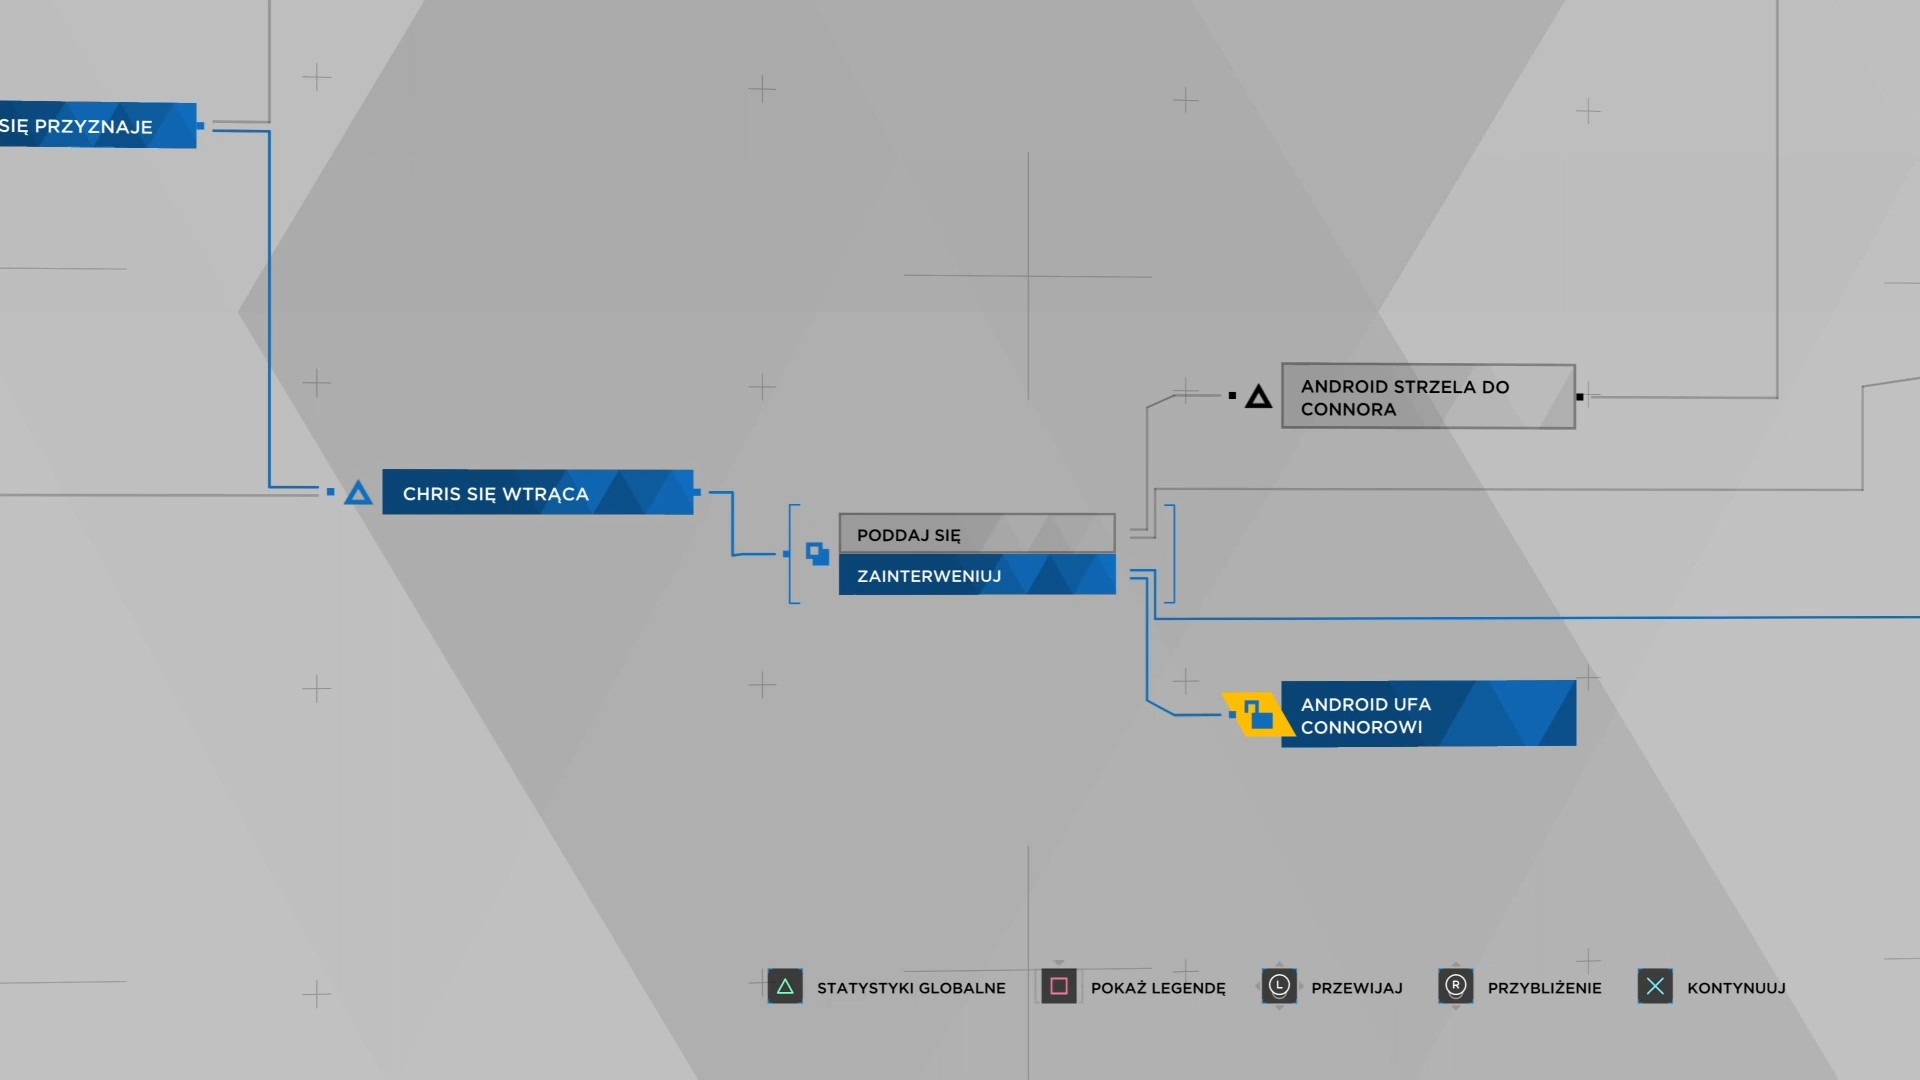 SIĘ PRZYZNAJE
ANDROID STRZELA DO
CONNORA
CHRIS SIĘ WTRĄCA
PODDAJ SIĘ
ZAINTERWENIUJ
ANDROID UFA
CONNOROWI
STATYSTYKI GLOBALNE
POKAŻ LEGENDĘ
L
PRZEWIJAJ
R
PRZYBLIŻENIE
KONTYNUUJ